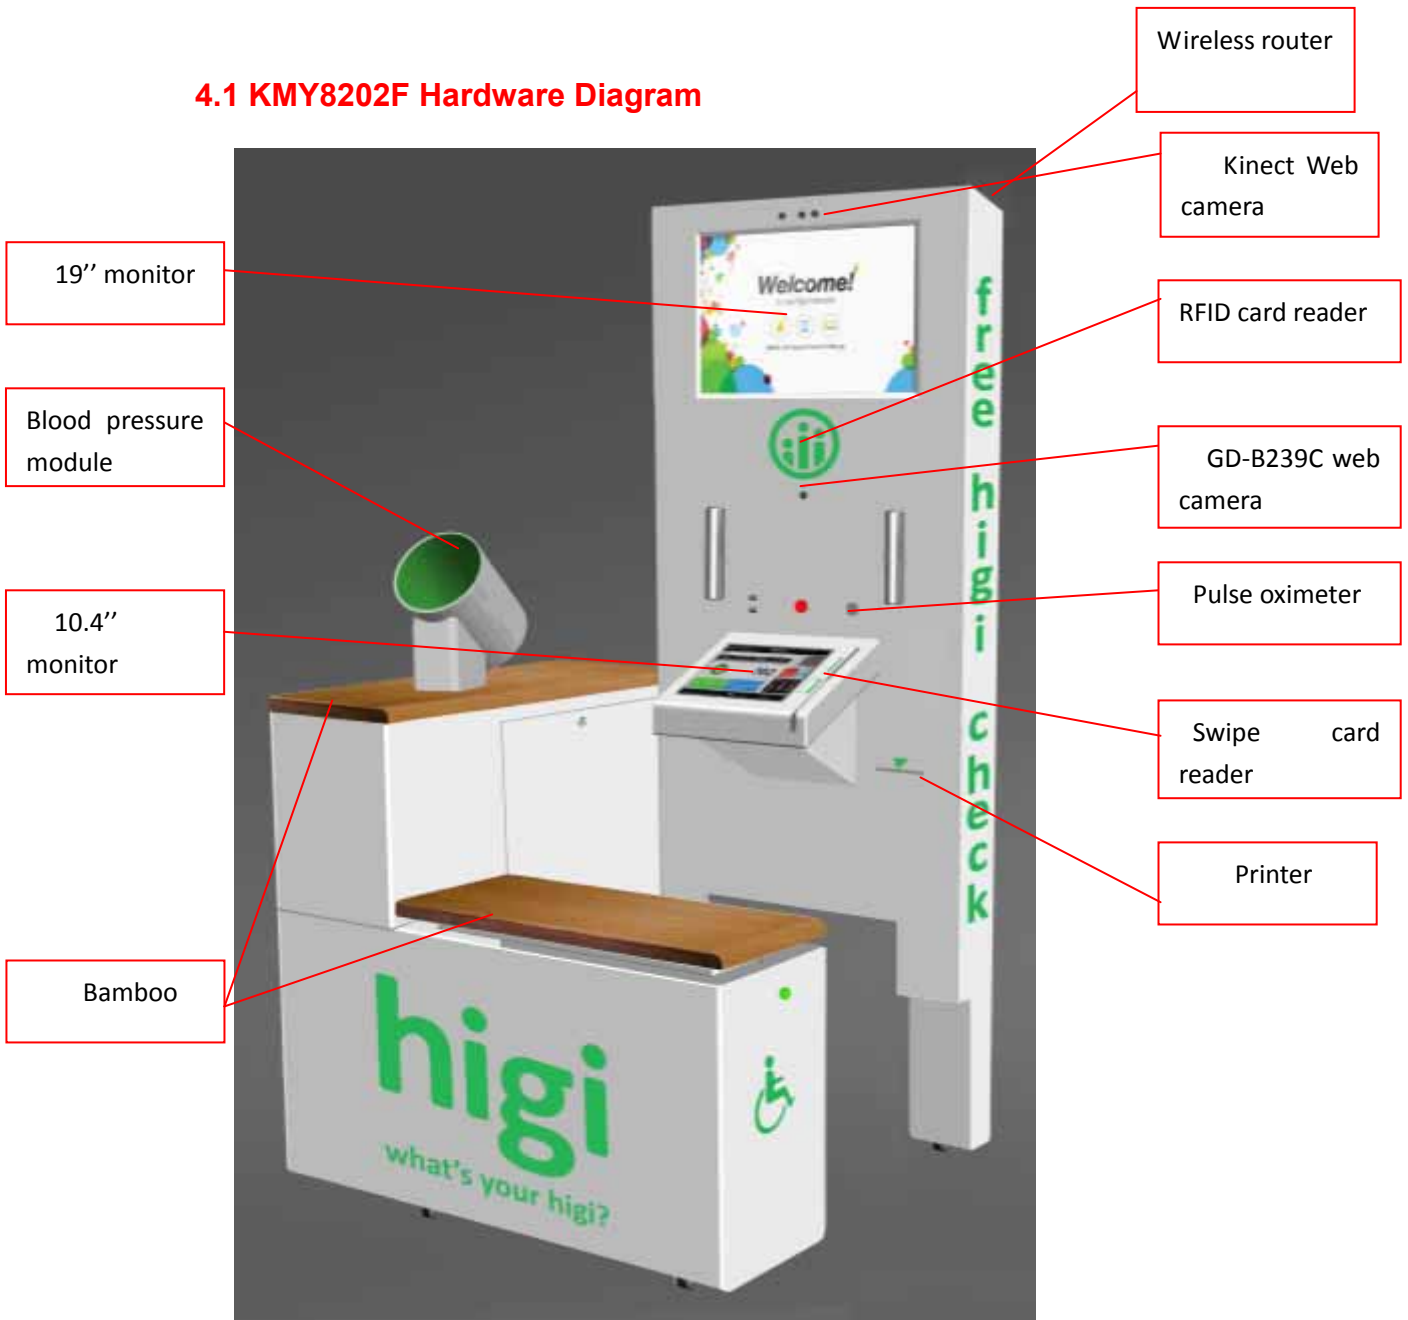 Wireless router
4.1 KMY8202F Hardware Diagram
Kinect Web
camera
19’’ monitor
Welcome!
RFID card reader
Blood pressure
module
GD-B239C web
camera
10.4’’
monitor
Pulse oximeter
Swipe card
reader
Printer
free higi check
Bamboo
higi
what's your higi?